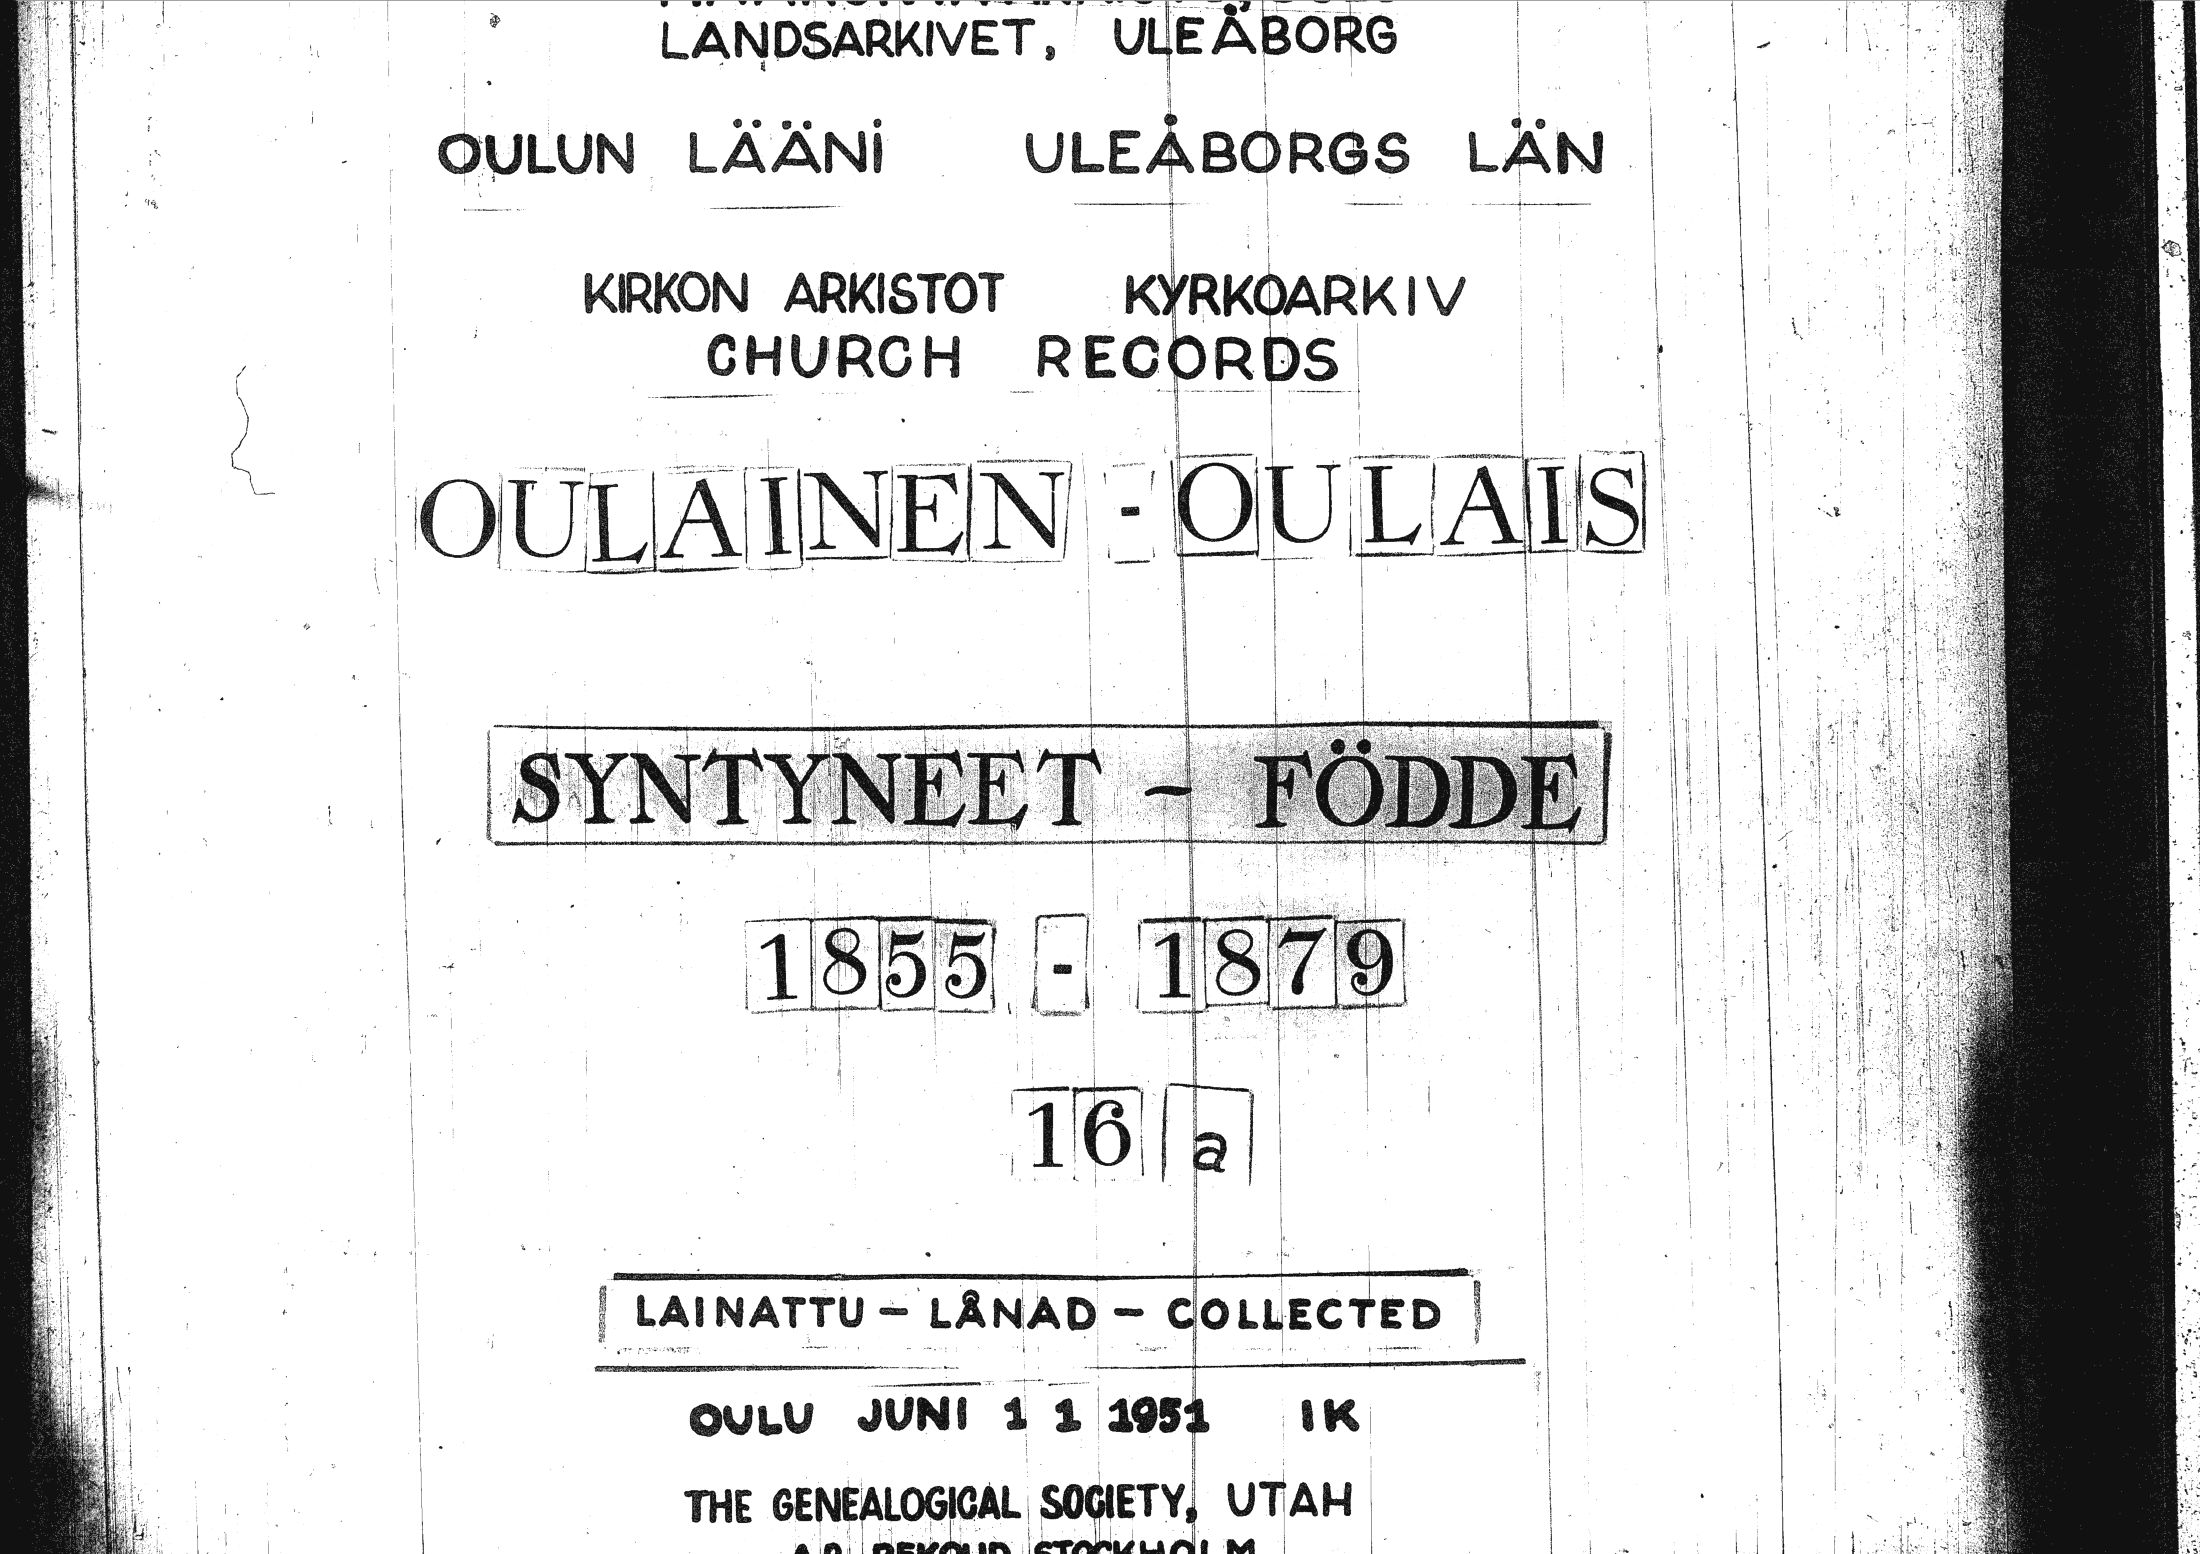 LANDSARKIVET, ULEÅBORG
OULUN LÄÄNI ULEÅBORGS LÄN
KIRKON ARKISTOT KYRKOARKIV
CHURCH RECORDS
OULAINEN - OULAIS
SYNTYNEET - FÖDDE
1855 - 1879
16 a
LAINATTU - LÅNAD - COLLECTED
OULU JUNI 1 1 1951 IK
THE GENEALOGICAL SOCIETY, UTAH